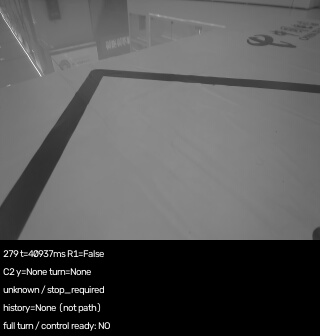 279 t=40937ms R1=False
C2 y=None turn=None
unknown / stop_required
history=None (not path)
full turn / control ready: NO